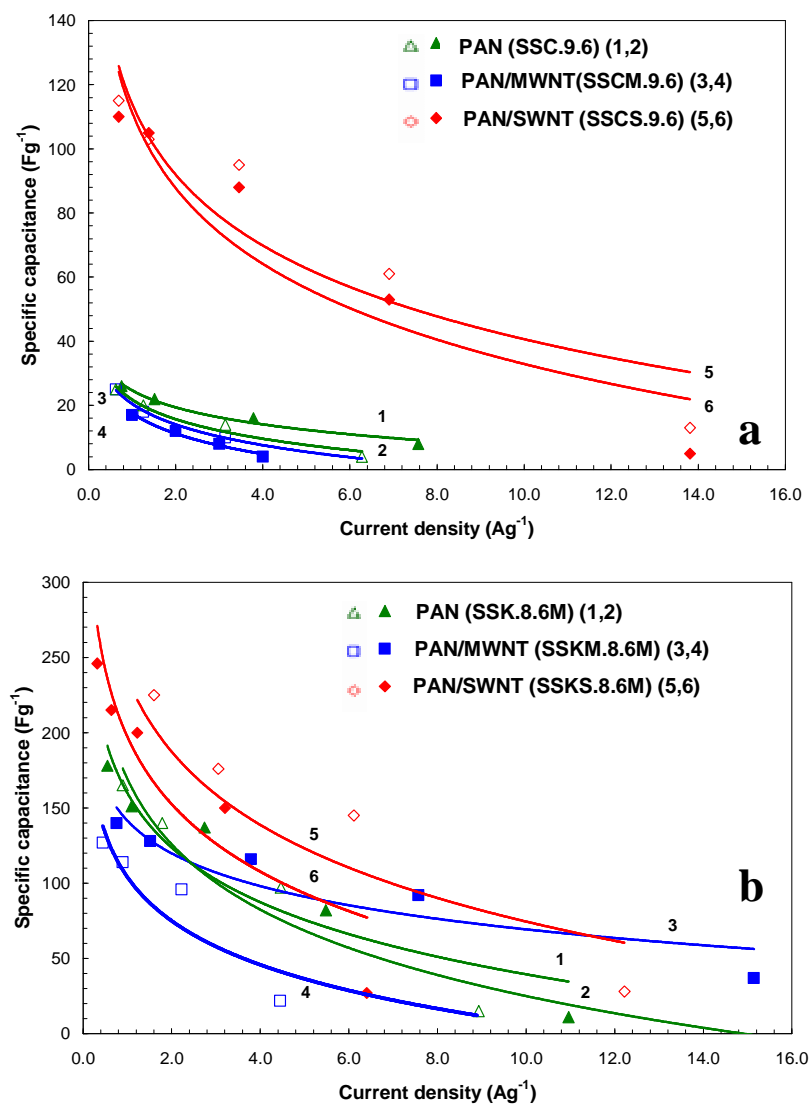 140
120
100
80
60
40
20
0
Specific capacitance (Fg⁻¹)
PAN (SSC.9.6) (1,2)
PAN/MWNT(SSCM.9.6) (3,4)
PAN/SWNT (SSCS.9.6) (5,6)
5
6
3
1
4
2
a
0.0 2.0 4.0 6.0 8.0 10.0 12.0 14.0 16.0
Current density (Ag⁻¹)
300
250
200
150
100
50
0
Specific capacitance (Fg⁻¹)
PAN (SSK.8.6M) (1,2)
PAN/MWNT (SSKM.8.6M) (3,4)
PAN/SWNT (SSKS.8.6M) (5,6)
5
6
b
3
1
4
2
0.0 2.0 4.0 6.0 8.0 10.0 12.0 14.0 16.0
Current density (Ag⁻¹)